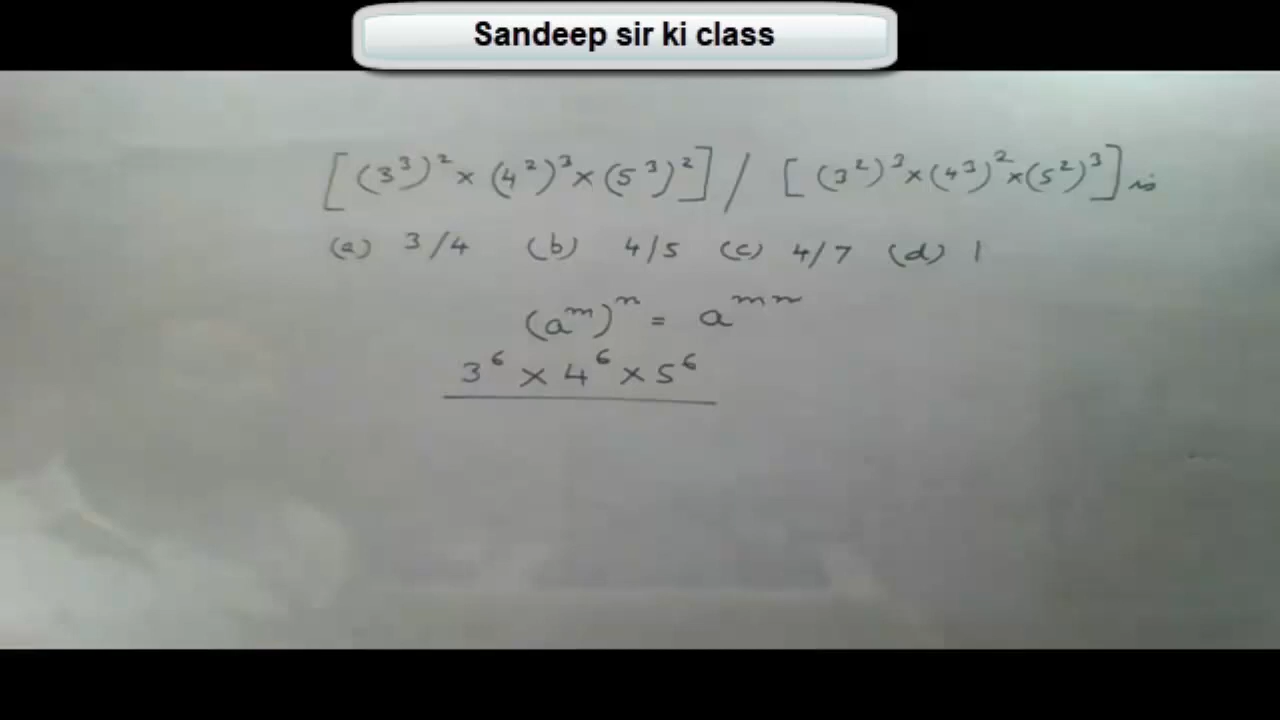 Sandeep sir ki class
[(3³)² × (4²)³ × (5³)²] / [(3²)³ × (4³)² × (5²)³] is
(a) 3/4 (b) 4/5 (c) 4/7 (d) 1
(aᵐ)ⁿ = aᵐⁿ
3⁶ × 4⁶ × 5⁶